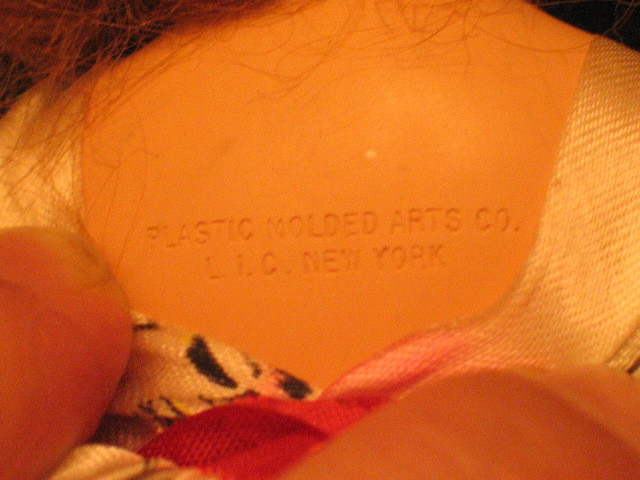 PLASTIC MOLDED ARTS CO.
L.I.C. NEW YORK